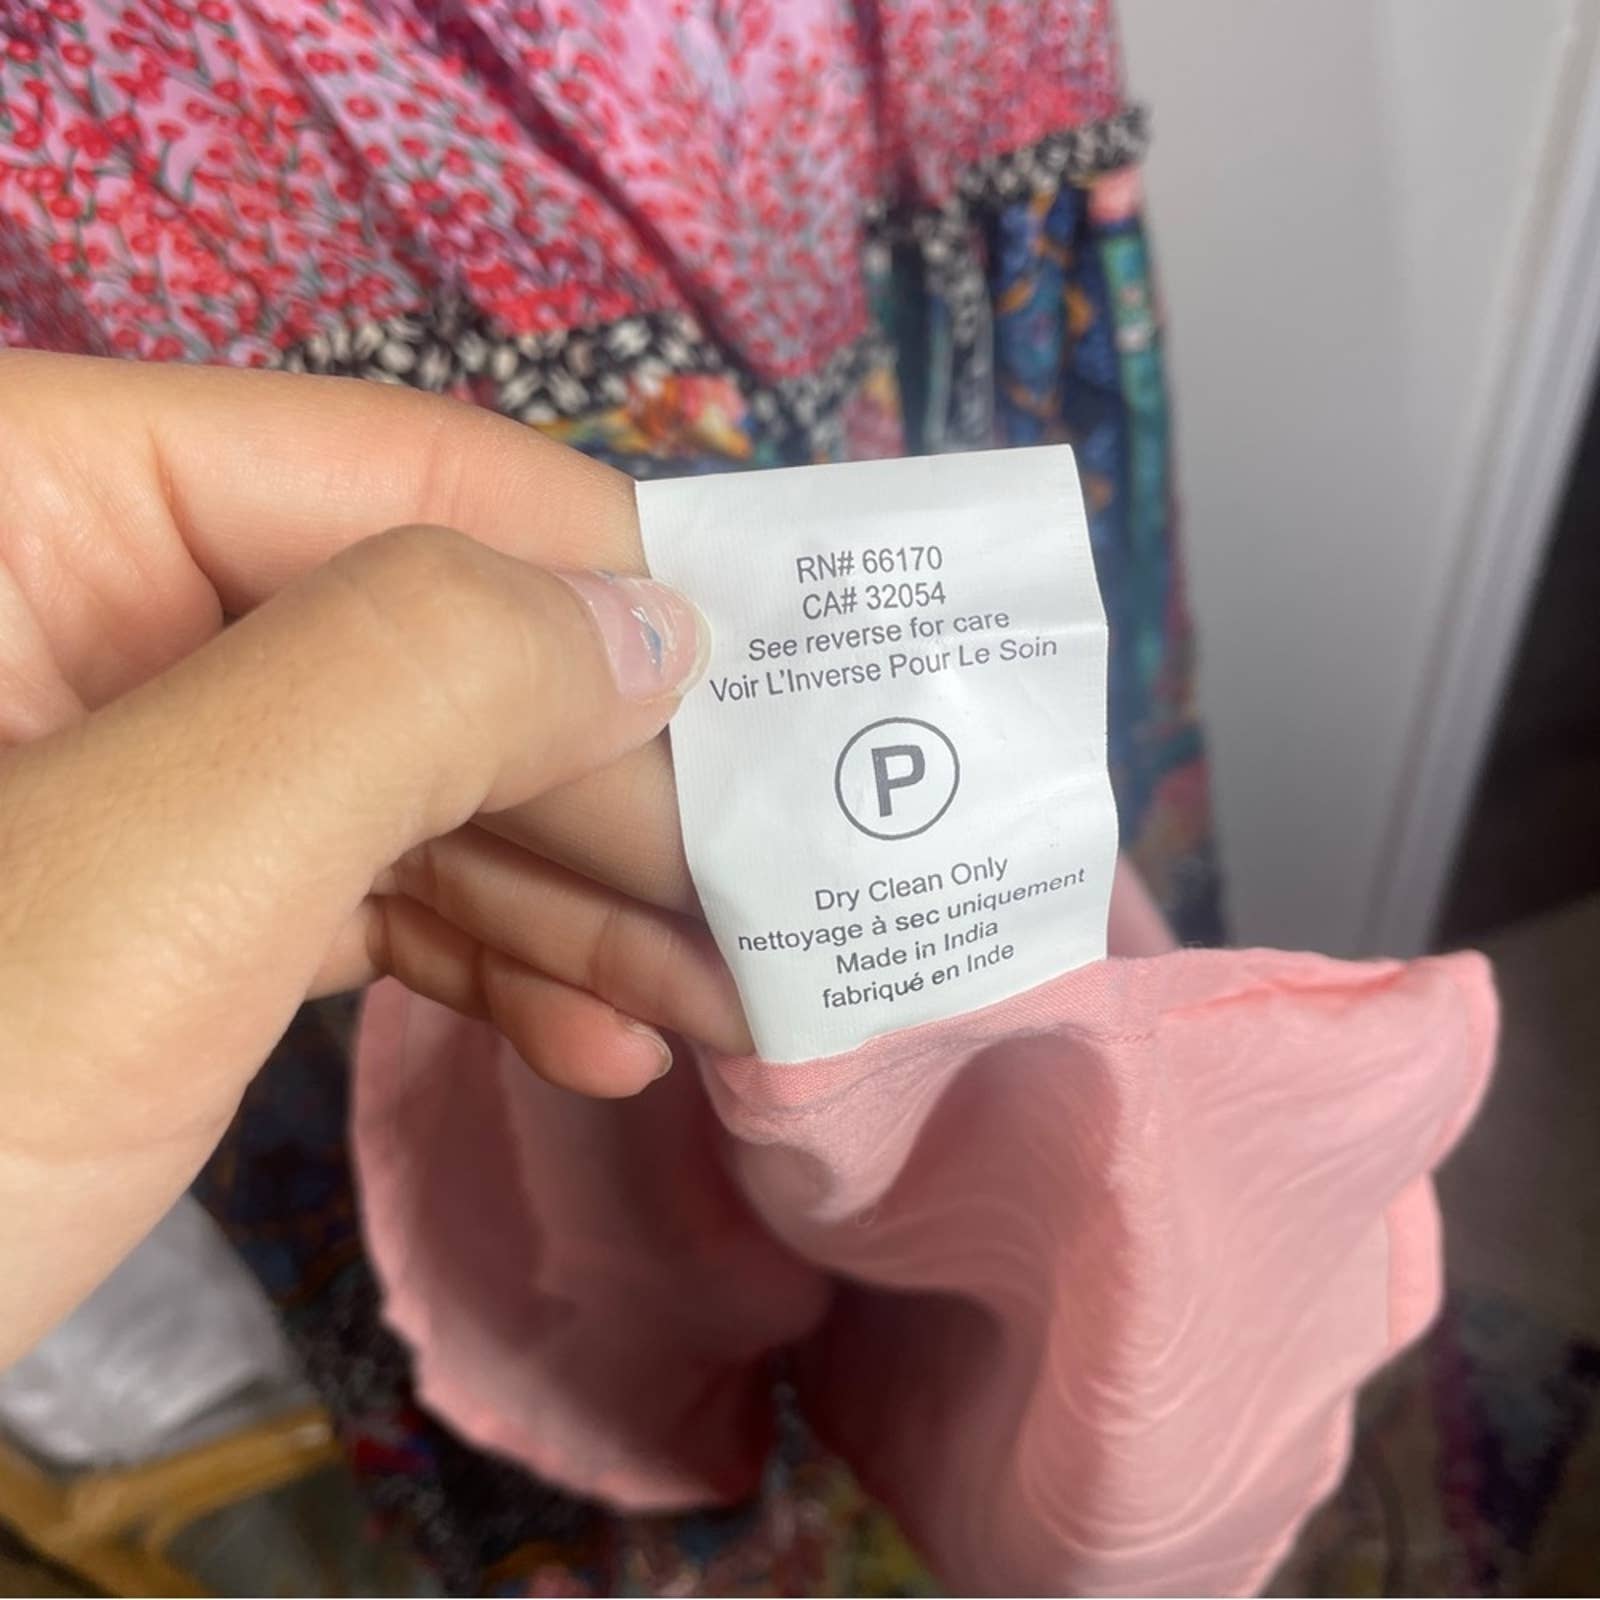 RN# 66170
CA# 32054
See reverse for care
Voir L'Inverse Pour Le Soin
P
Dry Clean Only
nettoyage à sec uniquement
Made in India
fabriqué en Inde